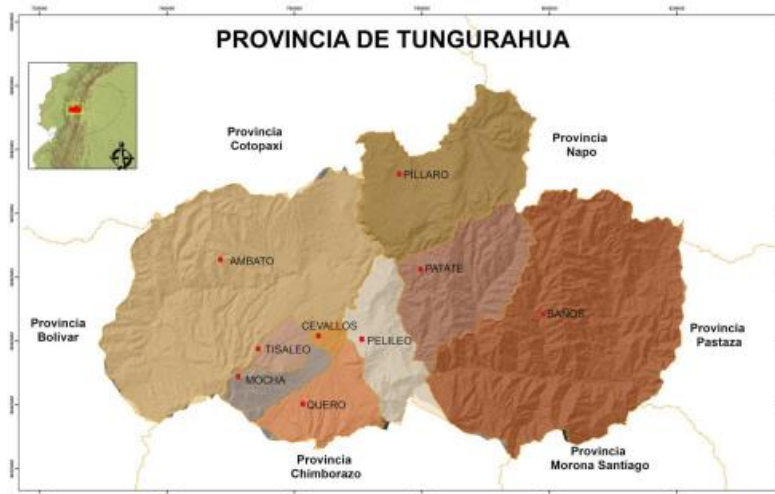 PROVINCIA DE TUNGURAHUA
Provincia
Cotopaxi
Provincia
Napo
PÍLLARO
AMBATO
PATATE
BAÑOS
CEVALLOS
PELILEO
Provincia
Bolivar
TISALEO
Provincia
Pastaza
MOCHA
QUERO
Provincia
Chimborazo
Provincia
Morona Santiago